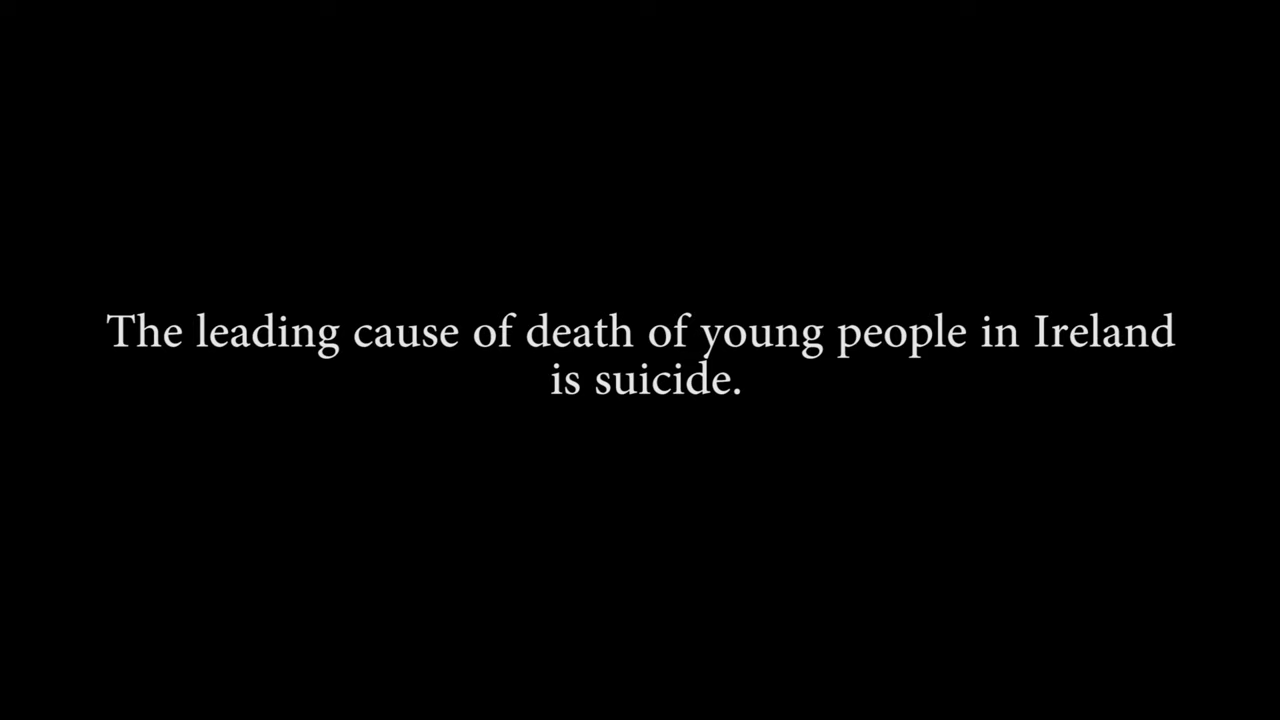 The leading cause of death of young people in Ireland
is suicide.